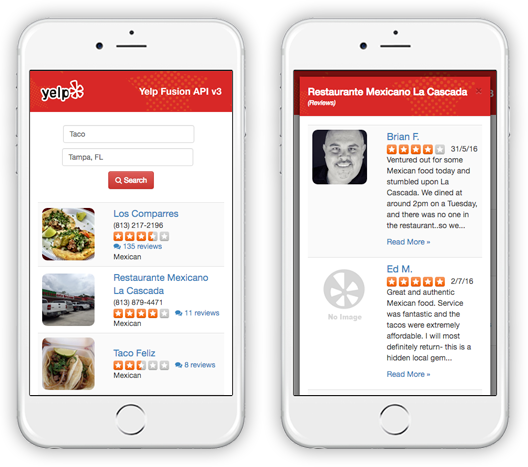 yelp
Yelp Fusion API v3
Taco
Tampa, FL
Search
Los Comparres
(813) 217-2196
135 reviews
Mexican
Restaurante Mexicano
La Cascada
(813) 879-4471
11 reviews
Mexican
Taco Feliz
8 reviews
Mexican
Restaurante Mexicano La Cascada
×
(Reviews)
3
Brian F.
31/5/16
Ventured out for some
Mexican food today and
stumbled upon La
Cascada. We dined at
around 2pm on a Tuesday,
and there was no one in
the restaurant..so we...
Read More »
Ed M.
2/7/16
No Image
Great and authentic
Mexican food. Service
was fantastic and the
tacos were extremely
affordable. I will most
definitely return- this is a
hidden local gem...
Read More »